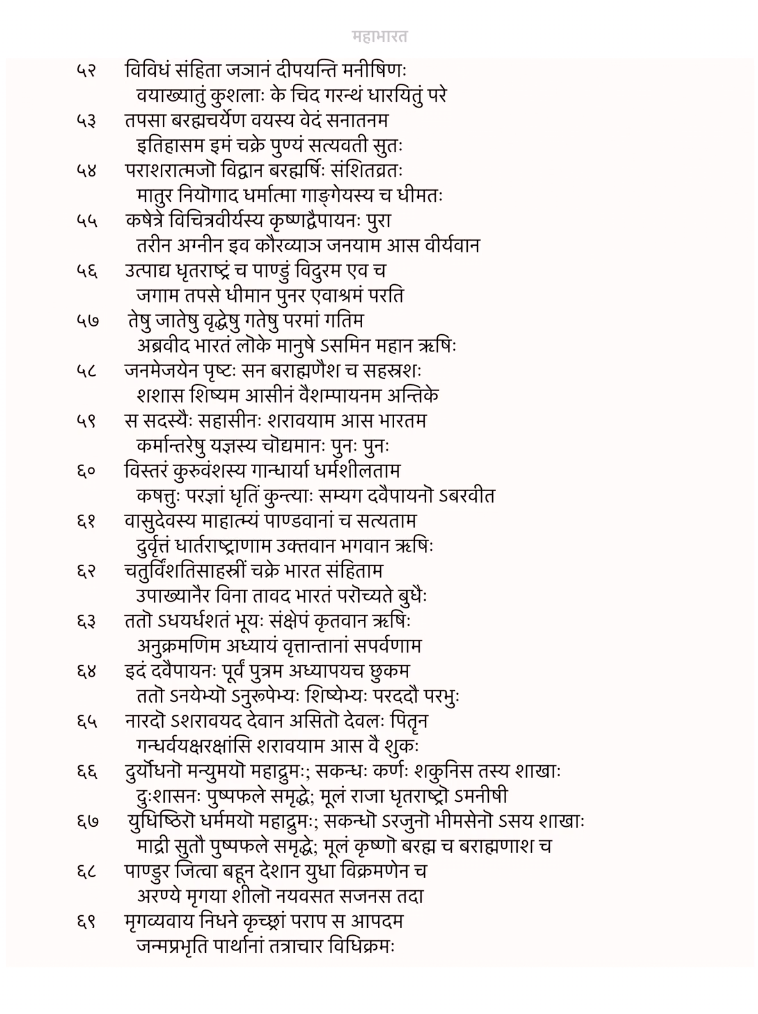 महाभारत
५२ विविधं संहिता जञानं दीपयन्ति मनीषिणः
वयाख्यातुं कुशलाः के चिद गरन्थं धारयितुं परे
५३ तपसा बरह्मचर्येण वयस्य वेदं सनातनम
इतिहासम इमं चक्रे पुण्यं सत्यवती सुतः
५४ पराशरात्मजॊ विद्वान बरह्मर्षिः संशितव्रतः
मातुर नियॊगाद धर्मात्मा गाङ्गेयस्य च धीमतः
५५ कषेत्रे विचित्रवीर्यस्य कृष्णद्वैपायनः पुरा
तरीन अग्नीन इव कौरव्याञ जनयाम आस वीर्यवान
५६ उत्पाद्य धृतराष्ट्रं च पाण्डुं विदुरम एव च
जगाम तपसे धीमान पुनर एवाश्रमं परति
५७ तेषु जातेषु वृद्धेषु गतेषु परमां गतिम
अब्रवीद भारतं लॊके मानुषे ऽसमिन महान ऋषिः
५८ जनमेजयेन पृष्टः सन बराह्मणैश च सहस्रशः
शशास शिष्यम आसीनं वैशम्पायनम अन्तिके
५९ स सदस्यैः सहासीनः शरावयाम आस भारतम
कर्मान्तरेषु यज्ञस्य चॊद्यमानः पुनः पुनः
६० विस्तरं कुरुवंशस्य गान्धार्या धर्मशीलताम
कषत्तुः परज्ञां धृतिं कुन्त्याः सम्यग दवैपायनॊ ऽबरवीत
६१ वासुदेवस्य माहात्म्यं पाण्डवानां च सत्यताम
दुर्वृत्तं धार्तराष्ट्राणाम उक्तवान भगवान ऋषिः
६२ चतुर्विंशतिसाहस्रीं चक्रे भारत संहिताम
उपाख्यानैर विना तावद भारतं परॊच्यते बुधैः
६३ ततॊ ऽधयर्धशतं भूयः संक्षेपं कृतवान ऋषिः
अनुक्रमणिम अध्यायं वृत्तान्तानां सपर्वणाम
६४ इदं दवैपायनः पूर्वं पुत्रम अध्यापयच छुकम
ततॊ ऽनयेभ्यॊ ऽनुरूपेभ्यः शिष्येभ्यः परददौ परभुः
६५ नारदॊ ऽशरावयद देवान असितॊ देवलः पितॄन
गन्धर्वयक्षरक्षांसि शरावयाम आस वै शुकः
६६ दुर्यॊधनॊ मन्युमयॊ महाद्रुमः; सकन्धः कर्णः शकुनिस तस्य शाखाः
दुःशासनः पुष्पफले समृद्धे; मूलं राजा धृतराष्ट्रॊ ऽमनीषी
६७ युधिष्ठिरॊ धर्ममयॊ महाद्रुमः; सकन्धॊ ऽरजुनॊ भीमसेनॊ ऽसय शाखाः
माद्री सुतौ पुष्पफले समृद्धे; मूलं कृष्णॊ बरह्म च बराह्मणाश च
६८ पाण्डुर जित्वा बहून देशान युधा विक्रमणेन च
अरण्ये मृगया शीलॊ नयवसत सजनस तदा
६९ मृगव्यवाय निधने कृच्छ्रां पराप स आपदम
जन्मप्रभृति पार्थानां तत्राचार विधिक्रमः